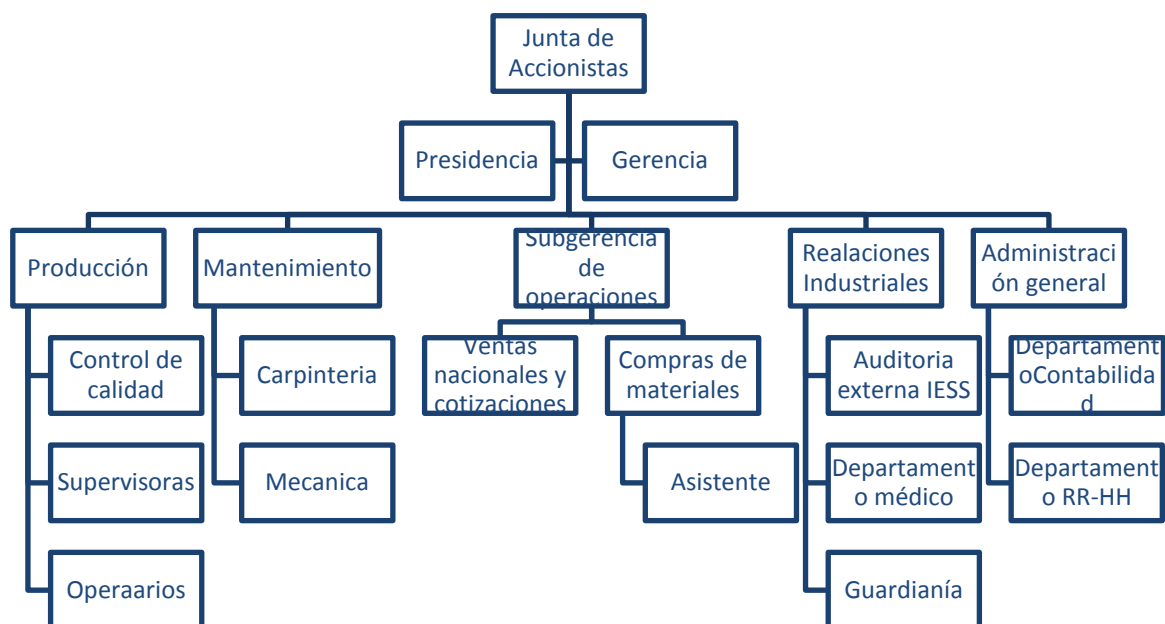 Junta de
Accionistas
Presidencia
Gerencia
Producción
Mantenimiento
Subgerencia
de
operaciones
Realaciones
Industriales
Administraci
ón general
Control de
calidad
Carpinteria
Ventas
nacionales y
cotizaciones
Compras de
materiales
Auditoria
externa IESS
Departament
oContabilida
d
Supervisoras
Mecanica
Asistente
Departament
o médico
Departament
o RR-HH
Operaarios
Guardianía